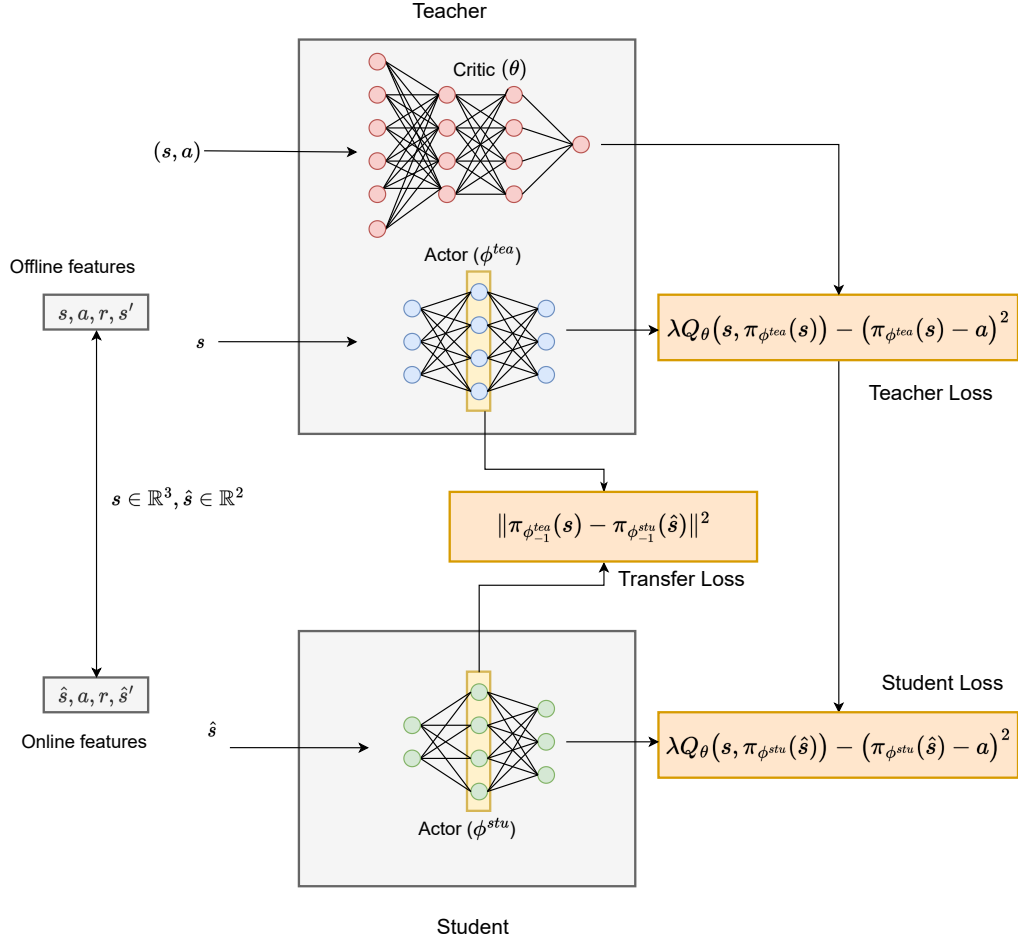 Teacher
Critic (θ)
(s, a)
Actor (ϕ^{tea})
Offline features
s, a, r, s′
s
λQ_θ(s, π_{ϕ^{tea}}(s)) − (π_{ϕ^{tea}}(s) − a)^2
Teacher Loss
s ∈ ℝ^3, ŝ ∈ ℝ^2
‖π_{ϕ_{-1}^{tea}}(s) − π_{ϕ_{-1}^{stu}}(ŝ)‖^2
Transfer Loss
Student Loss
ŝ, a, r, ŝ′
Online features
ŝ
λQ_θ(s, π_{ϕ^{stu}}(ŝ)) − (π_{ϕ^{stu}}(ŝ) − a)^2
Actor (ϕ^{stu})
Student